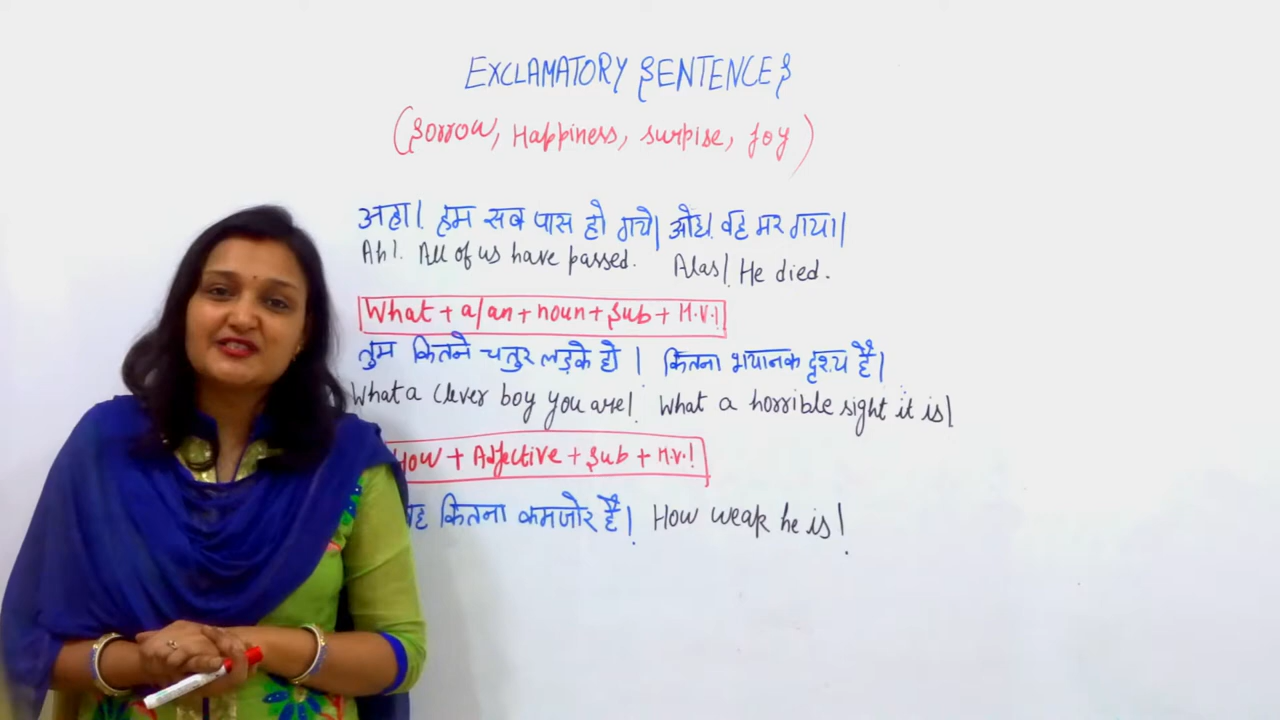 EXCLAMATORY SENTENCES
(Sorrow, Happiness, surpise, joy)
अहा! हम सब पास हो गये। ओह! वह मर गया।
Ah! All of us have passed. Alas! He died.
What + a/an + noun + Sub + H.V.!
तुम कितने चतुर लड़के हो ! कितना भयानक दृश्य है!
What a clever boy you are! What a horrible sight it is!
How + Adjective + Sub + H.V.!
वह कितना कमजोर है! How weak he is!